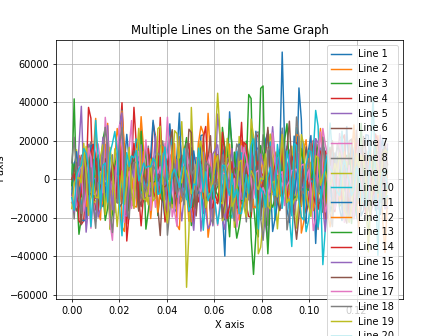 Multiple Lines on the Same Graph
60000
40000
20000
0
−20000
−40000
−60000
0.00 0.02 0.04 0.06 0.08 0.10
X axis
Line 1
Line 2
Line 3
Line 4
Line 5
Line 6
Line 7
Line 8
Line 9
Line 10
Line 11
Line 12
Line 13
Line 14
Line 15
Line 16
Line 17
Line 18
Line 19
Line 20